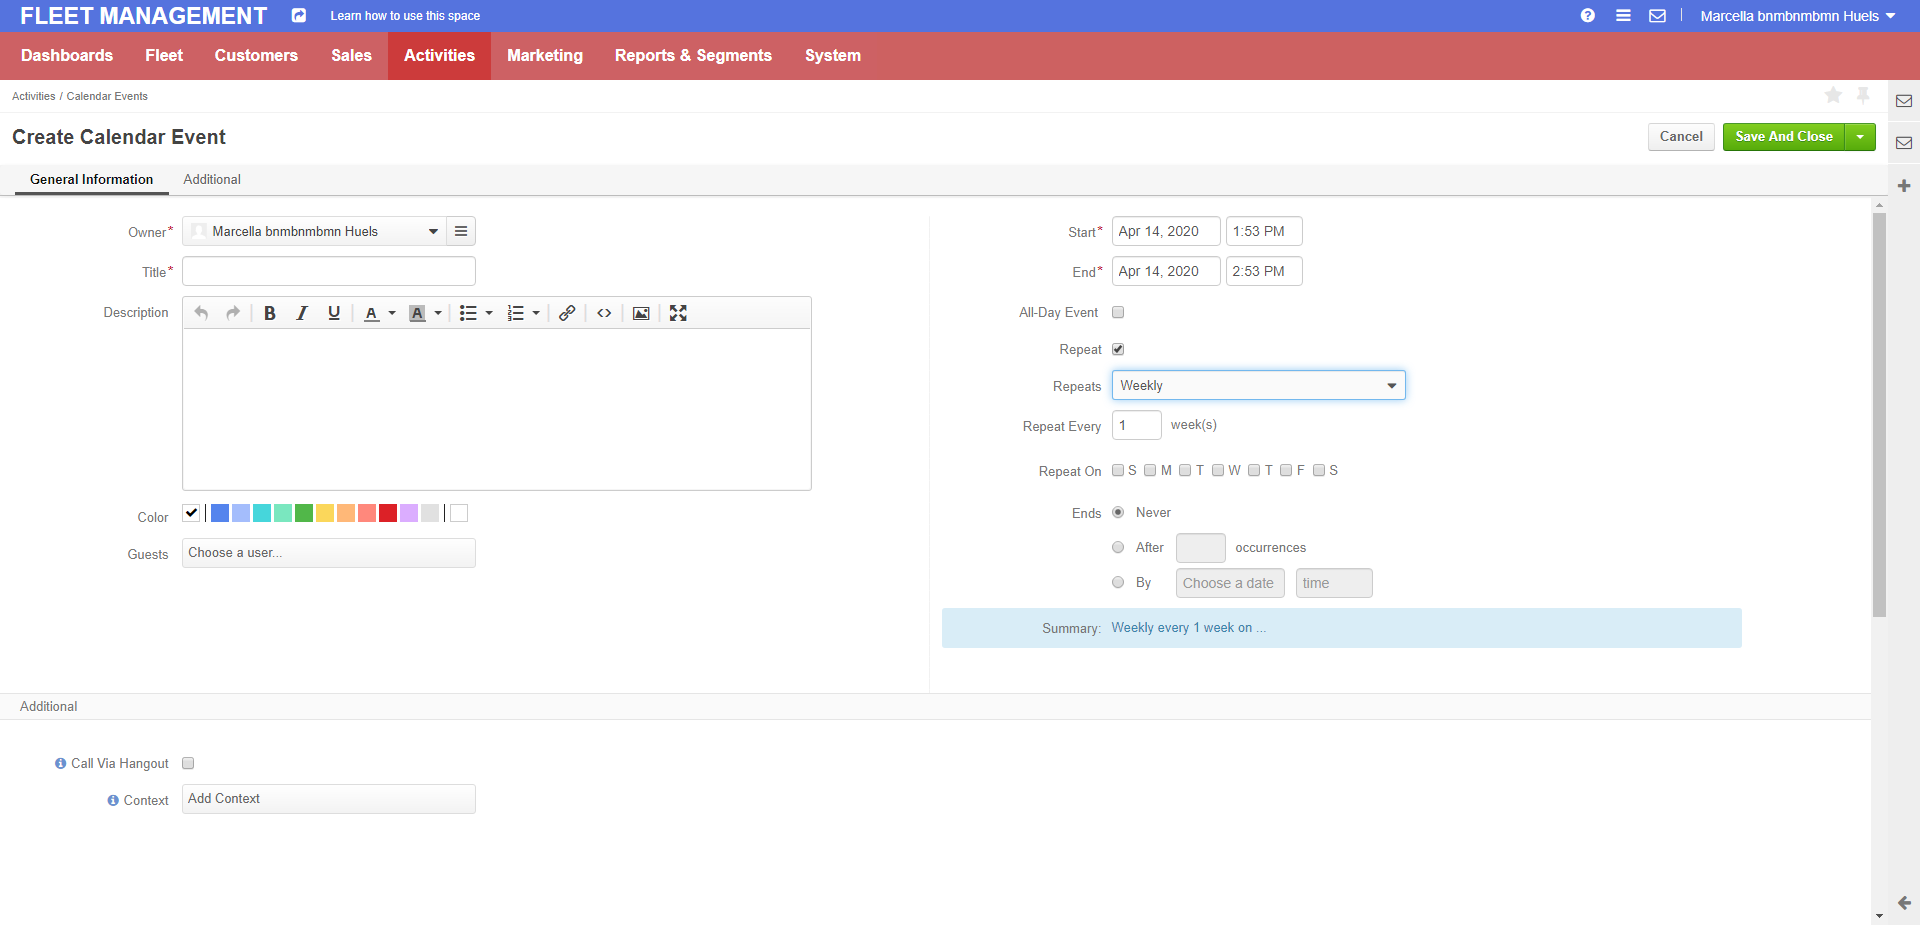 FLEET MANAGEMENT
Learn how to use this space
Marcella bnmbnmbmn Huels
Dashboards
Fleet
Customers
Sales
Activities
Marketing
Reports & Segments
System
Activities / Calendar Events
Create Calendar Event
Cancel
Save And Close
General Information
Additional
Owner*
Marcella bnmbnmbmn Huels
Title*
Description
B I U A A
Color
Guests
Choose a user...
Start*
Apr 14, 2020
1:53 PM
End*
Apr 14, 2020
2:53 PM
All-Day Event
Repeat
Repeats
Weekly
Repeat Every
1
week(s)
Repeat On
S M T W T F S
Ends
Never
After
occurrences
By
Choose a date
time
Summary:
Weekly every 1 week on ...
Additional
Call Via Hangout
Context
Add Context